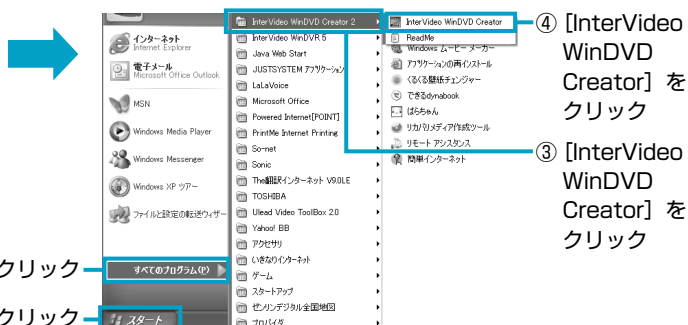 インターネット
Internet Explorer
電子メール
Microsoft Office Outlook
MSN
Windows Media Player
Windows Messenger
Windows XP ツアー
ファイルと設定の転送ウィザー
すべてのプログラム(P)
クリック
スタート
クリック
InterVideo WinDVD Creator 2
InterVideo WinDVR 5
Java Web Start
JUSTSYSTEM アプリケーション
LaLaVoice
Microsoft Office
Powered Internet[POINT]
PrintMe Internet Printing
So-net
Sonic
The翻訳インターネット V9.0LE
TOSHIBA
Ulead Video ToolBox 2.0
Yahoo! BB
アクセサリ
いきなりインターネット
ゲーム
スタートアップ
ゼンリンデジタル全国地図
プロバイダ
InterVideo WinDVD Creator
ReadMe
Windows ムービー メーカー
アプリケーションの再インストール
くるくる壁紙チェンジャー
できるdynabook
ぱらちゃん
リカバリメディア作成ツール
リモート アシスタンス
簡単インターネット
④ [InterVideo
WinDVD
Creator] を
クリック
③ [InterVideo
WinDVD
Creator] を
クリック